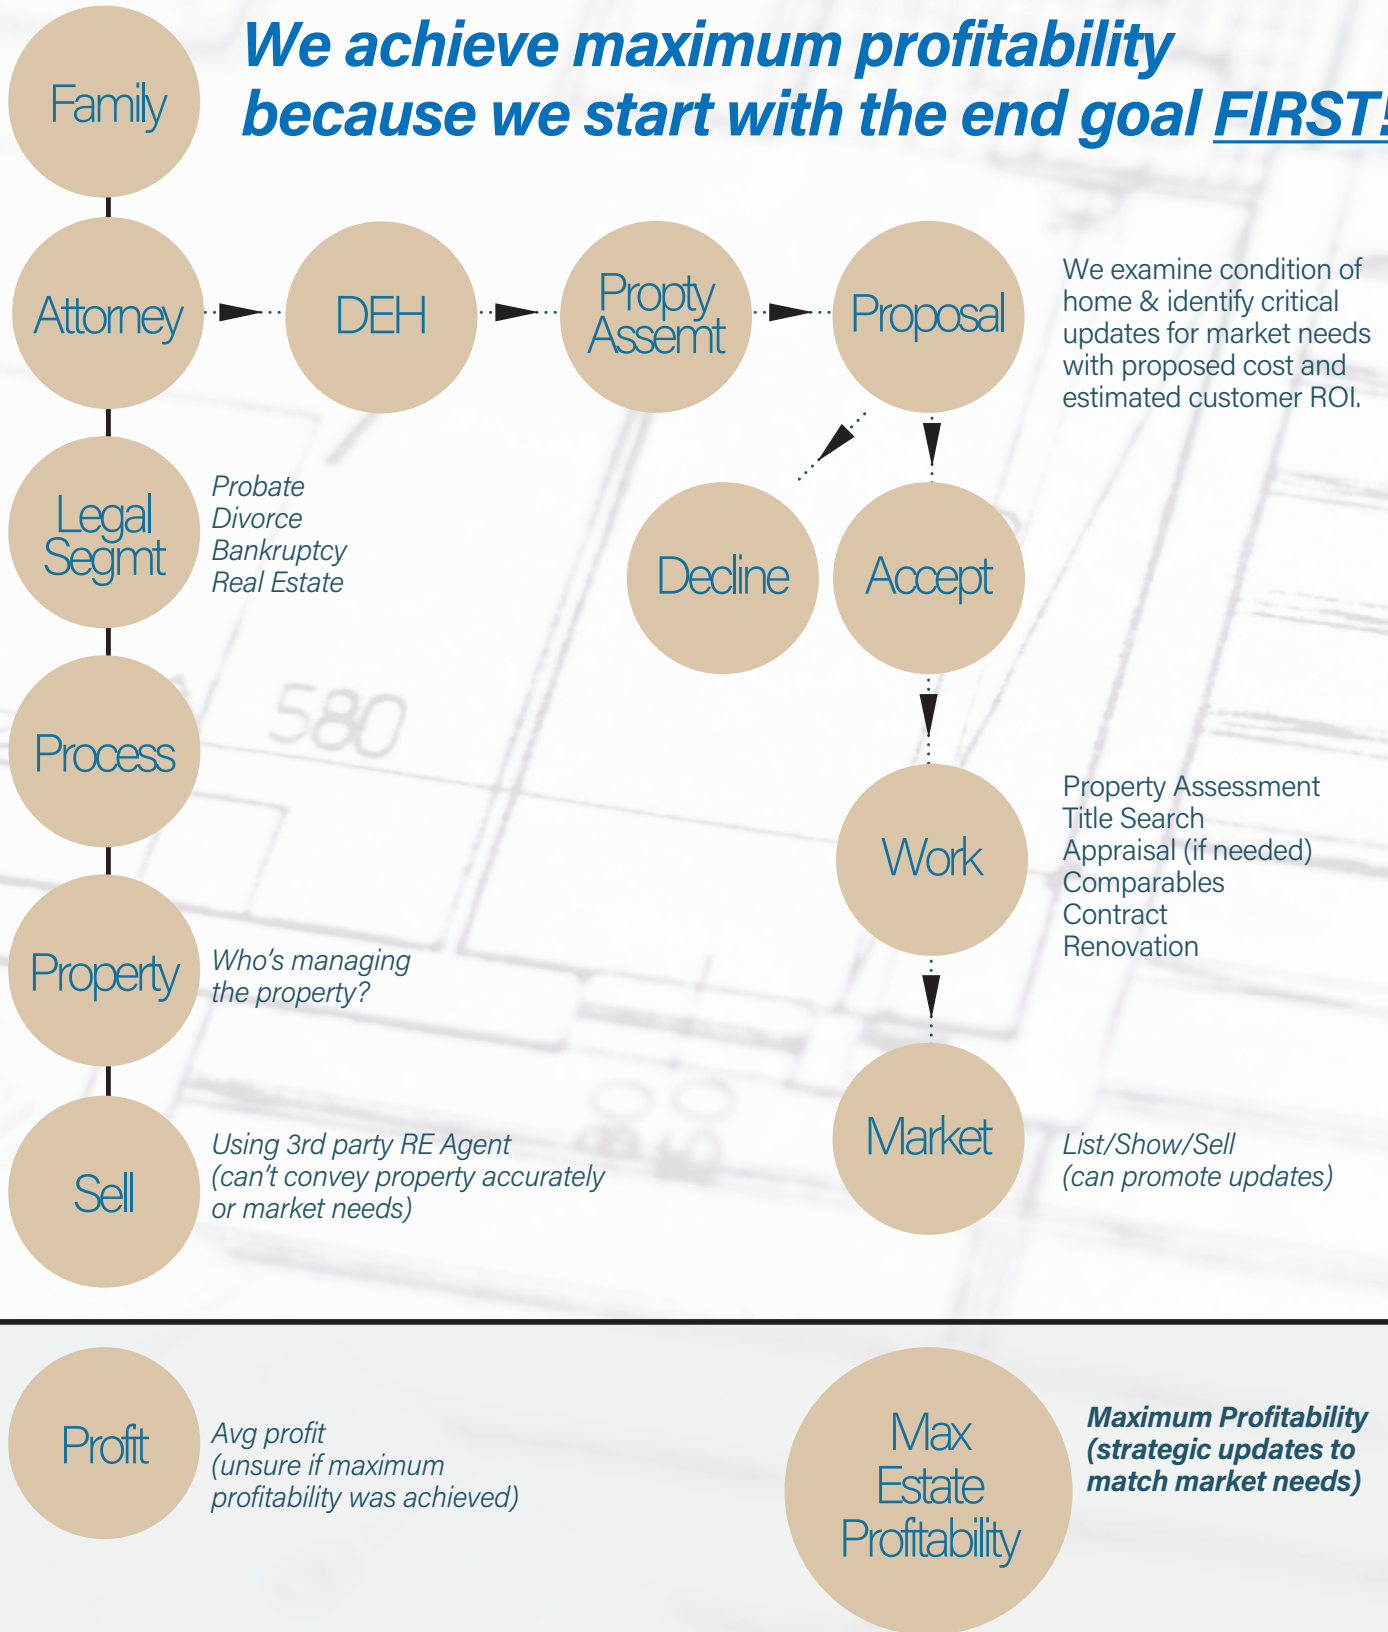 We achieve maximum profitability
because we start with the end goal FIRST!
Family
Attorney
DEH
Propty
Assemt
Proposal
We examine condition of
home & identify critical
updates for market needs
with proposed cost and
estimated customer ROI.
Legal
Segmt
Probate
Divorce
Bankruptcy
Real Estate
Decline
Accept
580
Process
Work
Property Assessment
Title Search
Appraisal (if needed)
Comparables
Contract
Renovation
Property
Who's managing
the property?
Sell
Using 3rd party RE Agent
(can't convey property accurately
or market needs)
Market
List/Show/Sell
(can promote updates)
Profit
Avg profit
(unsure if maximum
profitability was achieved)
Max
Estate
Profitability
Maximum Profitability
(strategic updates to
match market needs)